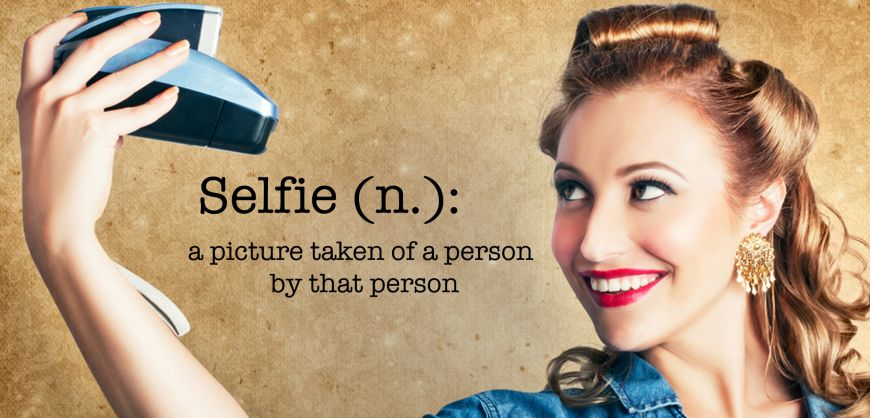 Selfie (n.):
a picture taken of a person
by that person